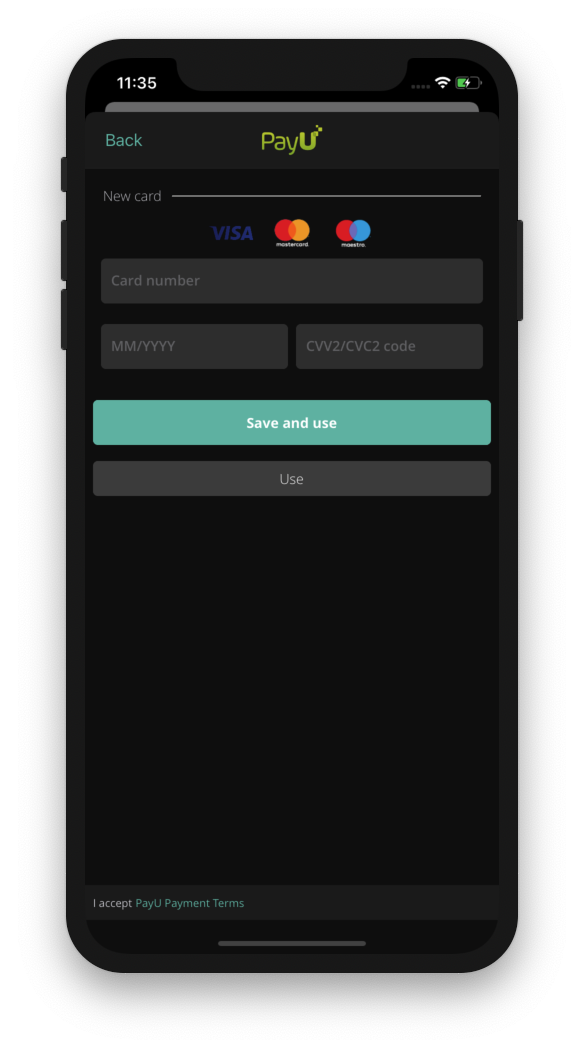 11:35
Back
PayU
New card
VISA
mastercard.
maestro.
Card number
MM/YYYY CVV2/CVC2 code
Save and use
Use
I accept PayU Payment Terms